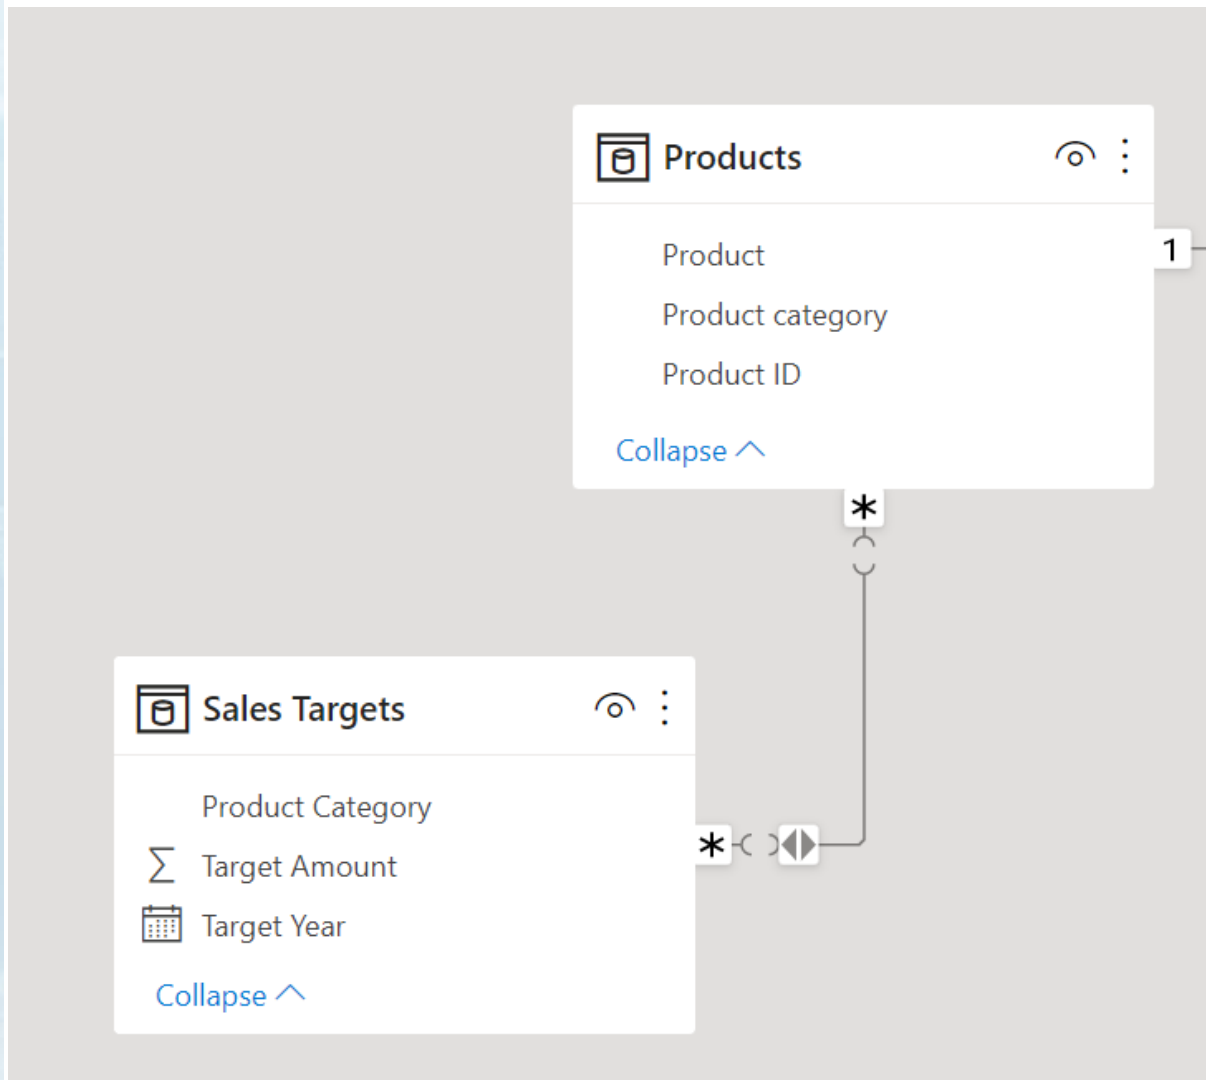 Products
Product
1
Product category
Product ID
Collapse
*
Sales Targets
Product Category
*
Target Amount
Target Year
Collapse